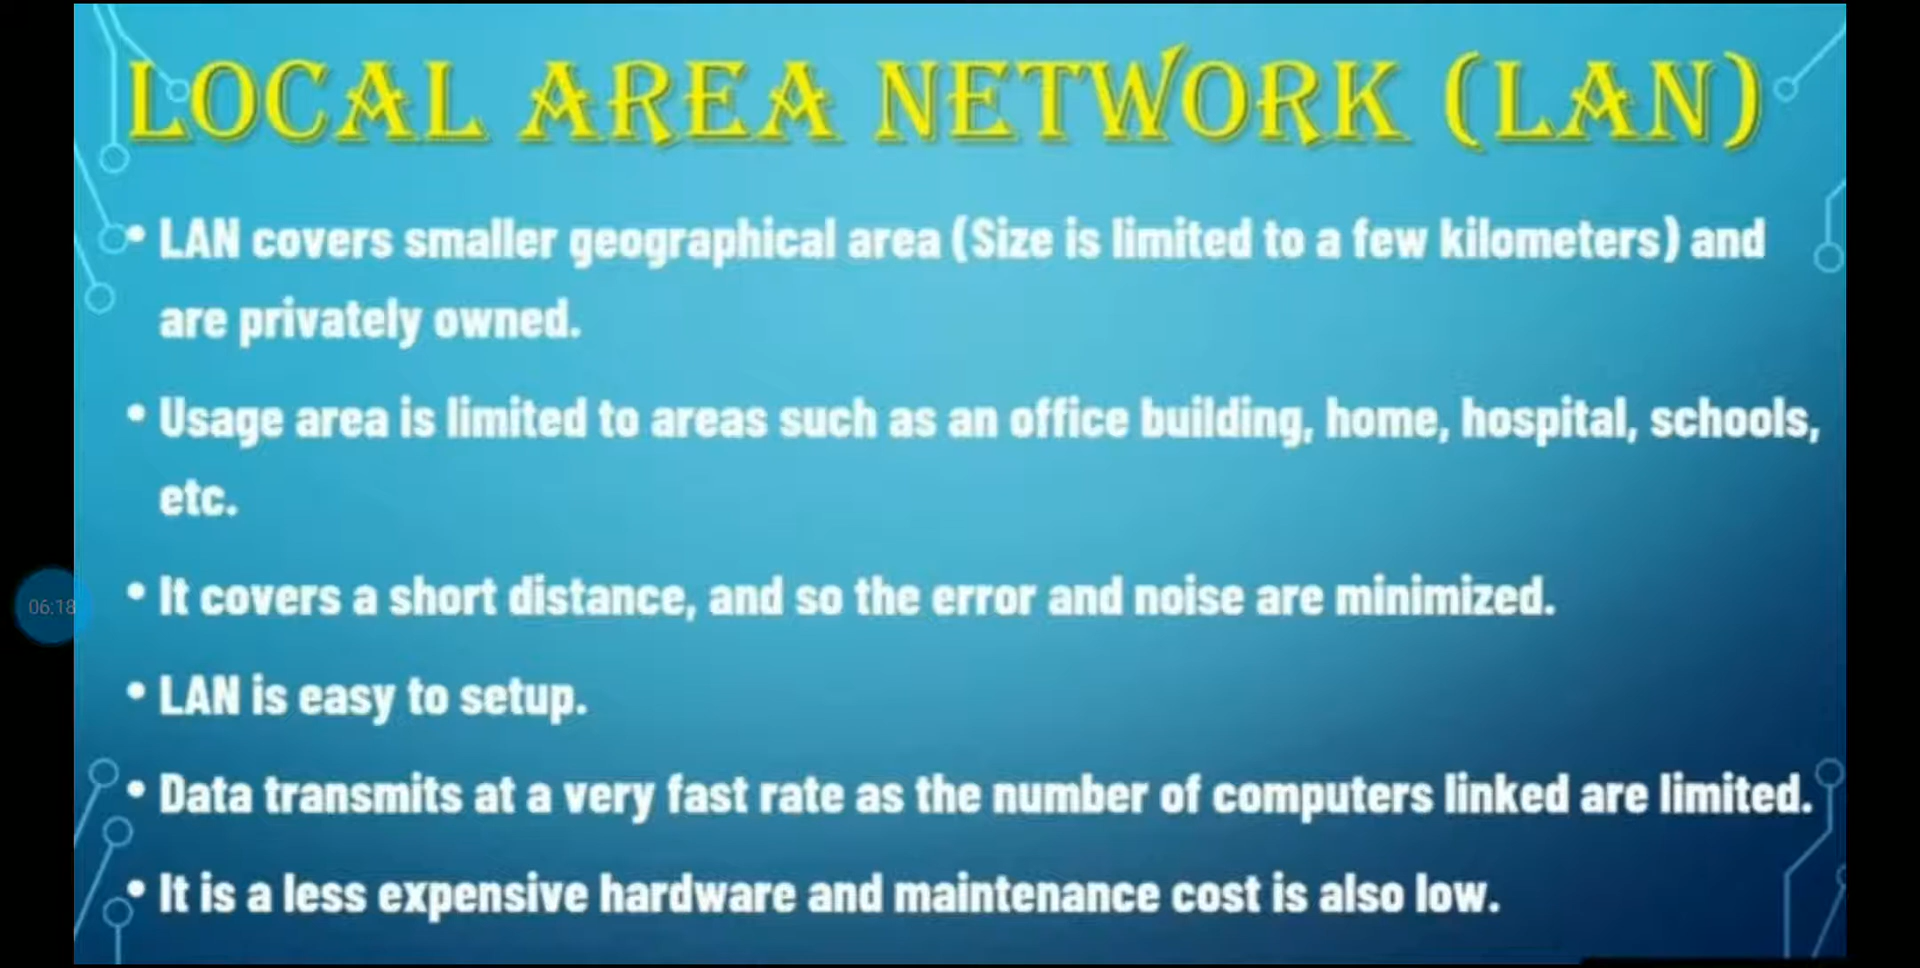 LOCAL AREA NETWORK (LAN)
• LAN covers smaller geographical area (Size is limited to a few kilometers) and
are privately owned.
• Usage area is limited to areas such as an office building, home, hospital, schools,
etc.
06:18
• It covers a short distance, and so the error and noise are minimized.
• LAN is easy to setup.
• Data transmits at a very fast rate as the number of computers linked are limited.
• It is a less expensive hardware and maintenance cost is also low.